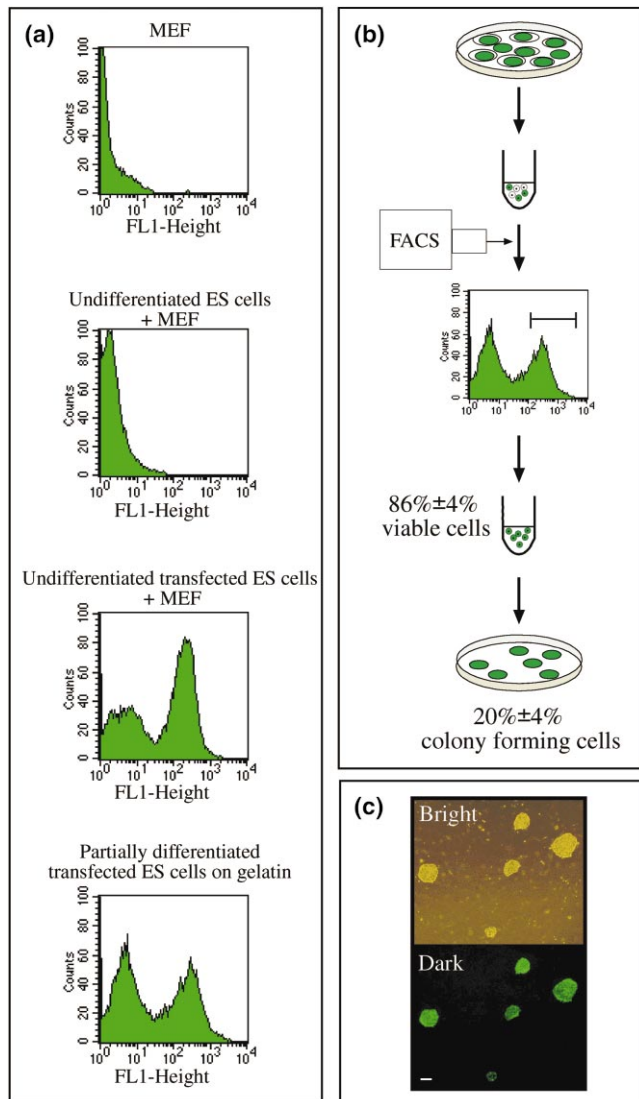 (a)
MEF
Counts
0 20 40 60 80 100
10⁰ 10¹ 10² 10³ 10⁴
FL1-Height
Undifferentiated ES cells
+ MEF
Counts
0 20 40 60 80 100
10⁰ 10¹ 10² 10³ 10⁴
FL1-Height
Undifferentiated transfected ES cells
+ MEF
Counts
0 20 40 60 80 100
10⁰ 10¹ 10² 10³ 10⁴
FL1-Height
Partially differentiated
transfected ES cells on gelatin
Counts
0 20 40 60 80 100
10⁰ 10¹ 10² 10³ 10⁴
FL1-Height
(b)
FACS
Counts
0 20 40 60 80 100
10⁰ 10¹ 10² 10³ 10⁴
86%±4%
viable cells
20%±4%
colony forming cells
(c)
Bright
Dark